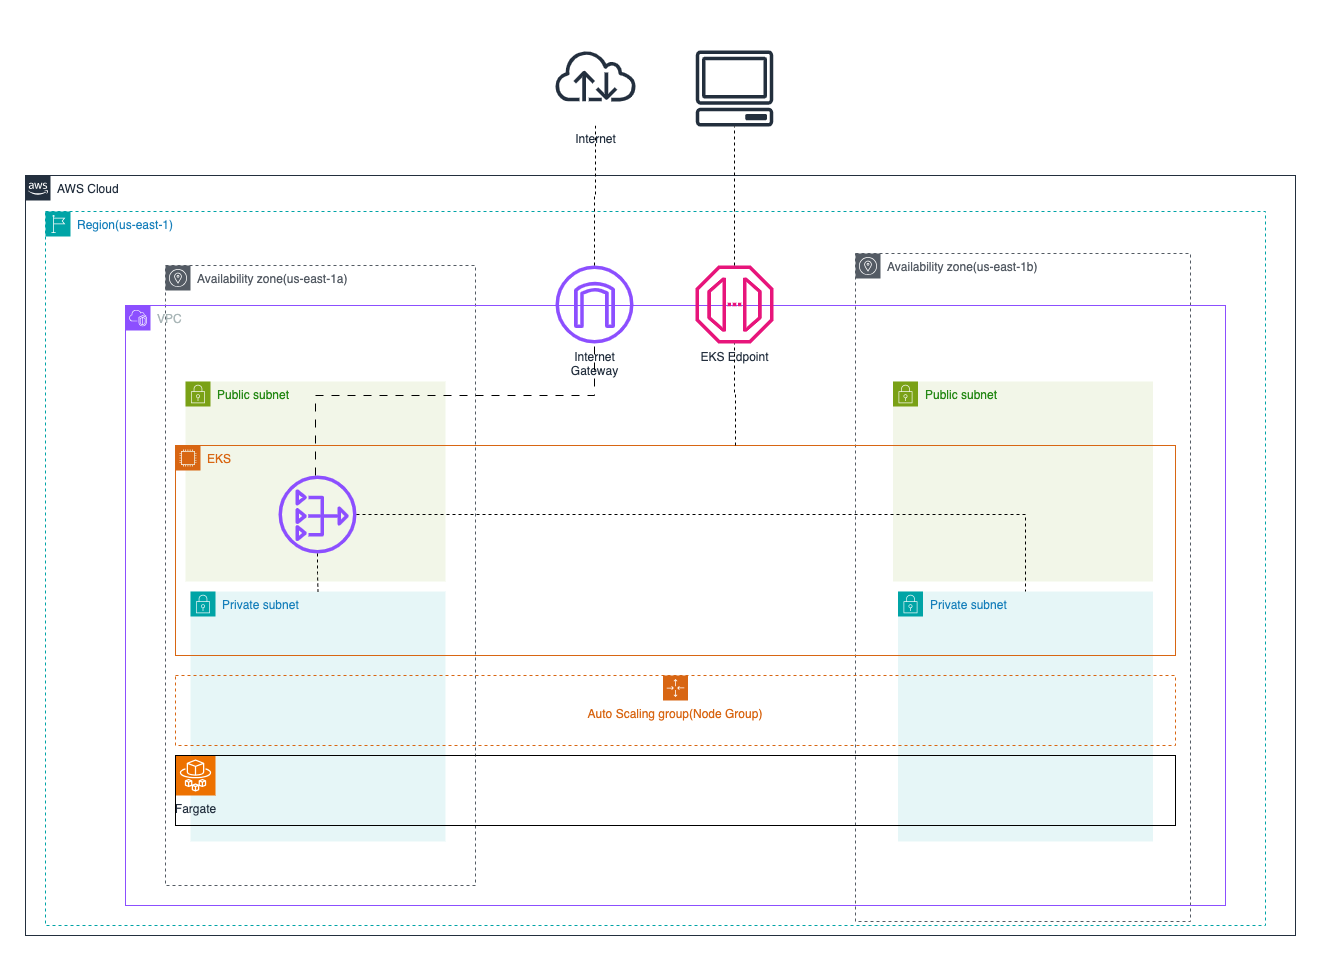 Internet
aws
AWS Cloud
Region(us-east-1)
Availability zone(us-east-1a)
Availability zone(us-east-1b)
VPC
Internet
Gateway
EKS Edpoint
Public subnet
Public subnet
EKS
Private subnet
Private subnet
Auto Scaling group(Node Group)
Fargate